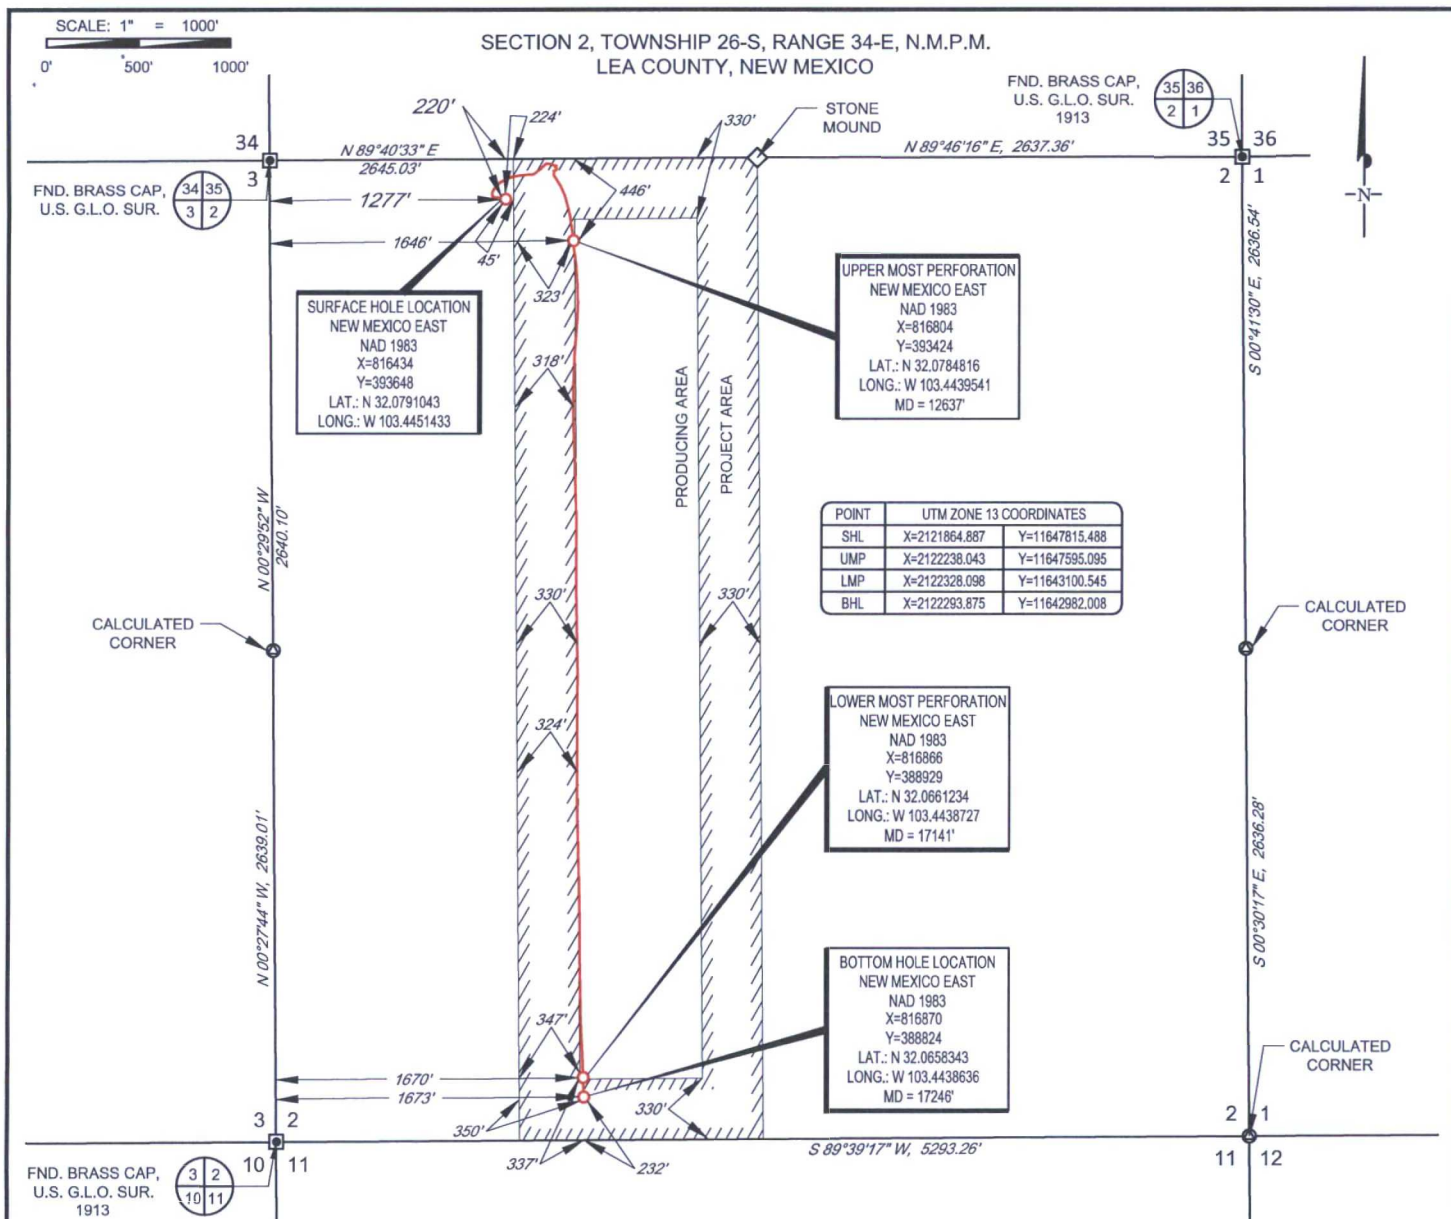 SCALE: 1" = 1000'
0' 500' 1000'
SECTION 2, TOWNSHIP 26-S, RANGE 34-E, N.M.P.M.
LEA COUNTY, NEW MEXICO
FND. BRASS CAP,
U.S. G.L.O. SUR.
1913
35 36
2 1
220'
224'
330'
STONE
MOUND
34
3
N 89°40'33" E
2645.03'
N 89°46'16" E, 2637.36'
35 36
2 1
FND. BRASS CAP,
U.S. G.L.O. SUR.
34 35
3 2
1277'
446'
-N-
1646'
45'
323'
SURFACE HOLE LOCATION
NEW MEXICO EAST
NAD 1983
X=816434
Y=393648
LAT.: N 32.0791043
LONG.: W 103.4451433
UPPER MOST PERFORATION
NEW MEXICO EAST
NAD 1983
X=816804
Y=393424
LAT.: N 32.0784816
LONG.: W 103.4439541
MD = 12637'
S 00°41'30" E, 2636.54'
318'
PRODUCING AREA
PROJECT AREA
N 00°29'52" W
2640.10'
POINT UTM ZONE 13 COORDINATES
SHL X=2121864.887 Y=11647815.488
UMP X=2122238.043 Y=11647595.095
LMP X=2122328.098 Y=11643100.545
BHL X=2122293.875 Y=11642982.008
330'
330'
CALCULATED
CORNER
CALCULATED
CORNER
324'
LOWER MOST PERFORATION
NEW MEXICO EAST
NAD 1983
X=816866
Y=388929
LAT.: N 32.0661234
LONG.: W 103.4438727
MD = 17141'
N 00°27'44" W, 2639.01'
S 00°30'17" E, 2636.28'
BOTTOM HOLE LOCATION
NEW MEXICO EAST
NAD 1983
X=816870
Y=388824
LAT.: N 32.0658343
LONG.: W 103.4438636
MD = 17246'
347'
1670'
1673'
350'
330'
337'
232'
CALCULATED
CORNER
3 2
10 11
S 89°39'17" W, 5293.26'
2 1
11 12
FND. BRASS CAP,
U.S. G.L.O. SUR.
1913
3 2
10 11